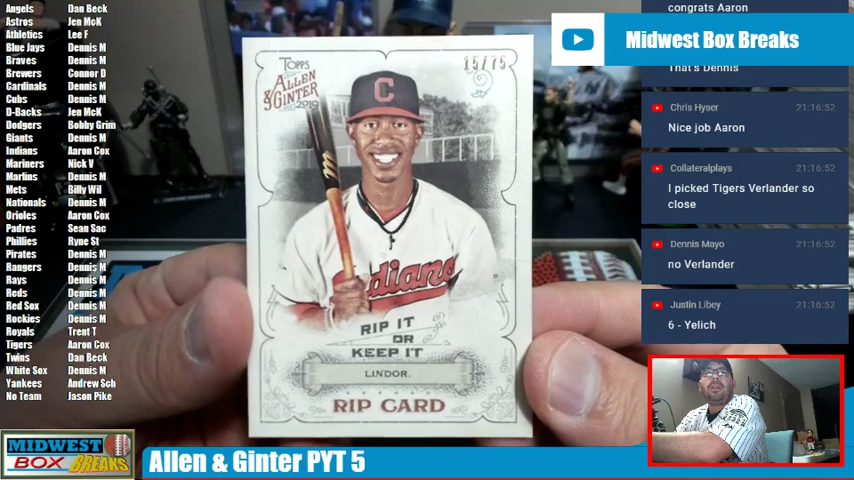 Angels Dan Beck
Astros Jen McK
Athletics Lee F
Blue Jays Dennis M
Braves Dennis M
Brewers Connor D
Cardinals Dennis M
Cubs Dennis M
D-Backs Jen McK
Dodgers Bobby Grim
Giants Dennis M
Indians Aaron Cox
Mariners Nick V
Marlins Dennis M
Mets Billy Wil
Nationals Dennis M
Orioles Aaron Cox
Padres Sean Sac
Phillies Ryne St
Pirates Dennis M
Rangers Dennis M
Rays Dennis M
Reds Dennis M
Red Sox Dennis M
Rockies Dennis M
Royals Trent T
Tigers Aaron Cox
Twins Dan Beck
White Sox Dennis M
Yankees Andrew Sch
No Team Jason Pike
MIDWEST
BOX BREAKS
Allen & Ginter PYT 5
TOPPS
ALLEN
& GINTER
2019
15/75
C
Indians
RIP IT
OR
KEEP IT
LINDOR.
RIP CARD
congrats Aaron
Midwest Box Breaks
That's Dennis
Chris Hyser 21:16:52
Nice job Aaron
Collateralplays 21:16:52
I picked Tigers Verlander so
close
Dennis Mayo 21:16:52
no Verlander
Justin Libey 21:16:52
6 - Yelich